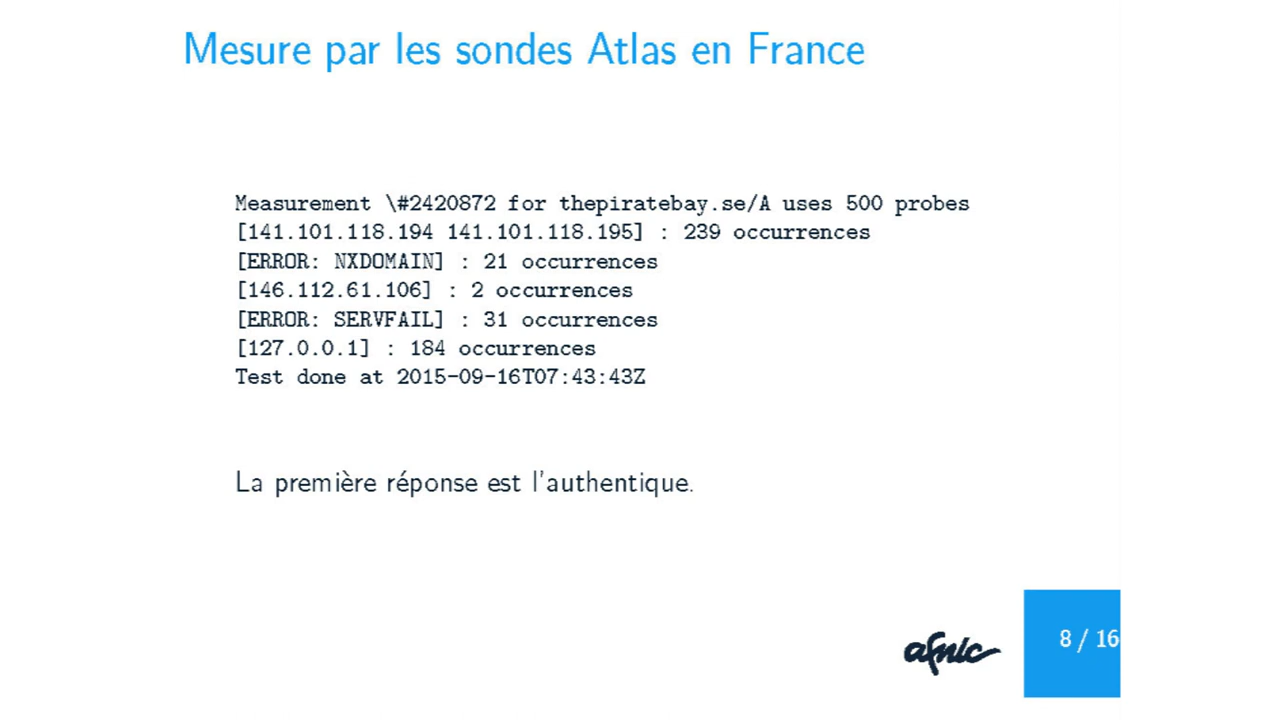 Mesure par les sondes Atlas en France
Measurement \#2420872 for thepiratebay.se/A uses 500 probes
[141.101.118.194 141.101.118.195] : 239 occurrences
[ERROR: NXDOMAIN] : 21 occurrences
[146.112.61.106] : 2 occurrences
[ERROR: SERVFAIL] : 31 occurrences
[127.0.0.1] : 184 occurrences
Test done at 2015-09-16T07:43:43Z
La première réponse est l'authentique.
afnic
8 / 16